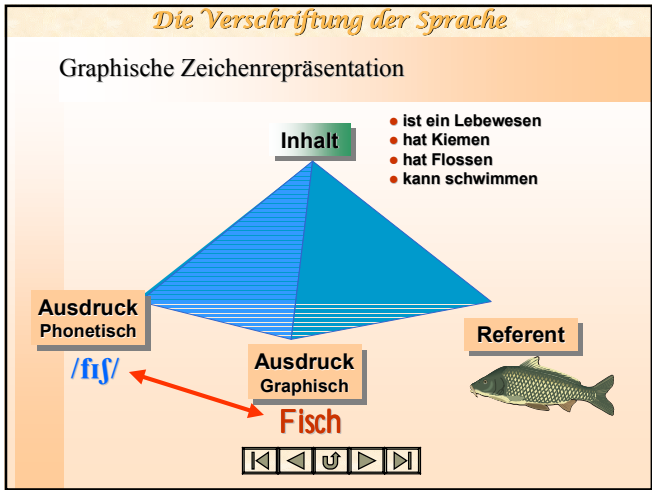 Die Verschriftung der Sprache
Graphische Zeichenrepräsentation
Inhalt
• ist ein Lebewesen
• hat Kiemen
• hat Flossen
• kann schwimmen
Ausdruck
Phonetisch
/fɪʃ/
Ausdruck
Graphisch
Fisch
Referent